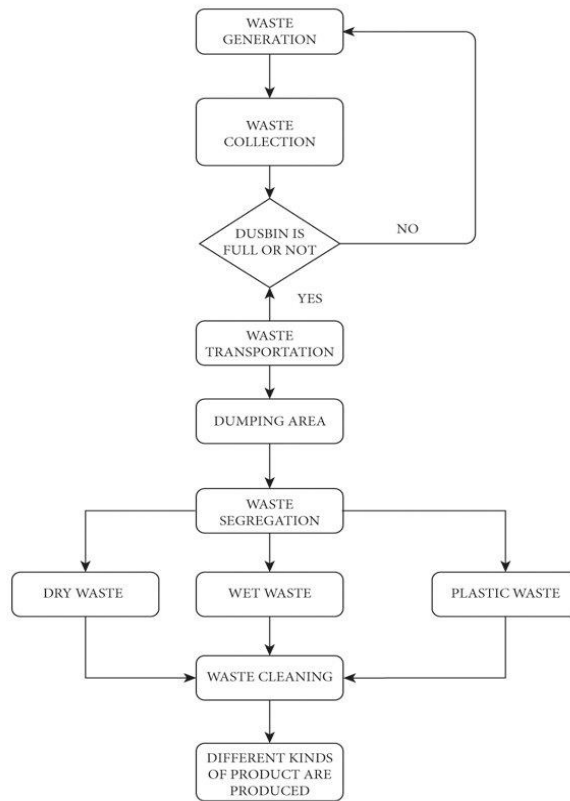 WASTE
GENERATION
WASTE
COLLECTION
DUSBIN IS
FULL OR NOT
NO
YES
WASTE
TRANSPORTATION
DUMPING AREA
WASTE
SEGREGATION
DRY WASTE
WET WASTE
PLASTIC WASTE
WASTE CLEANING
DIFFERENT KINDS
OF PRODUCT ARE
PRODUCED